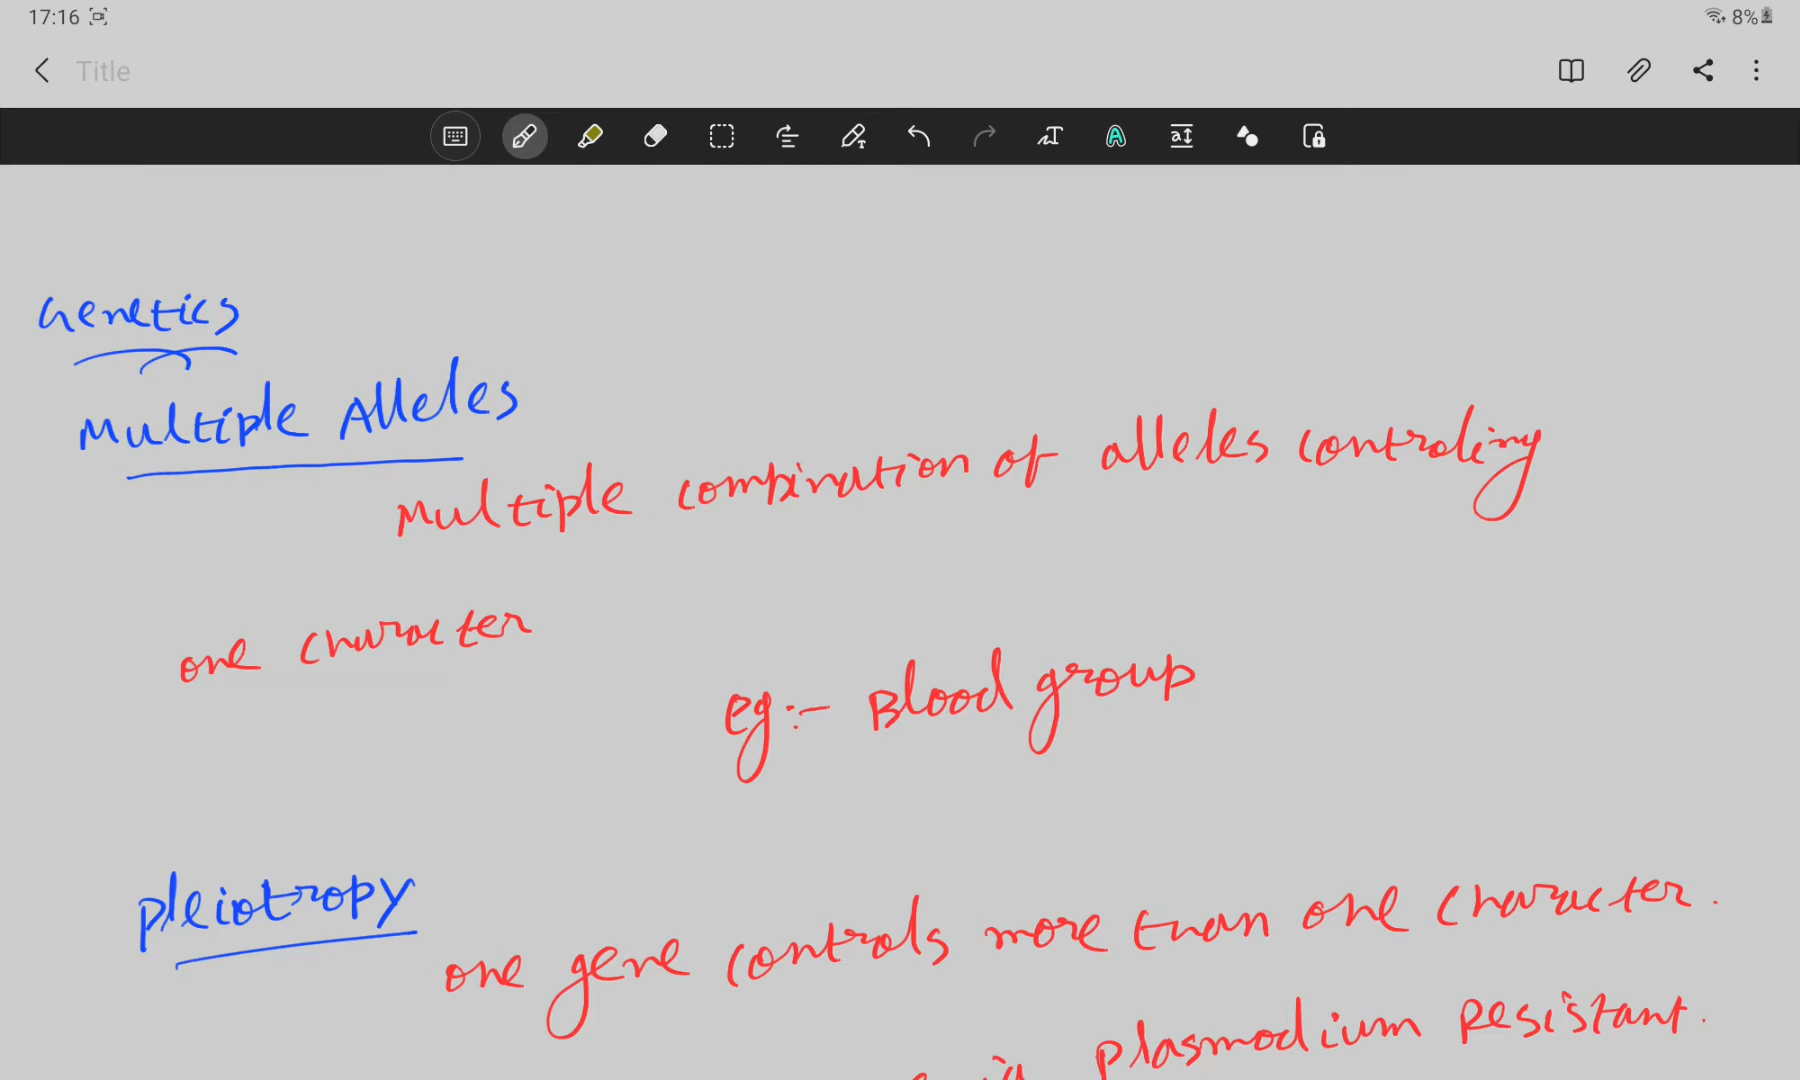 17:16 8%
Title
Genetics
Multiple Alleles
Multiple combination of alleles controling
one character
eg:- Blood group
pleiotropy
one gene controls more than one character.
plasmodium resistant.